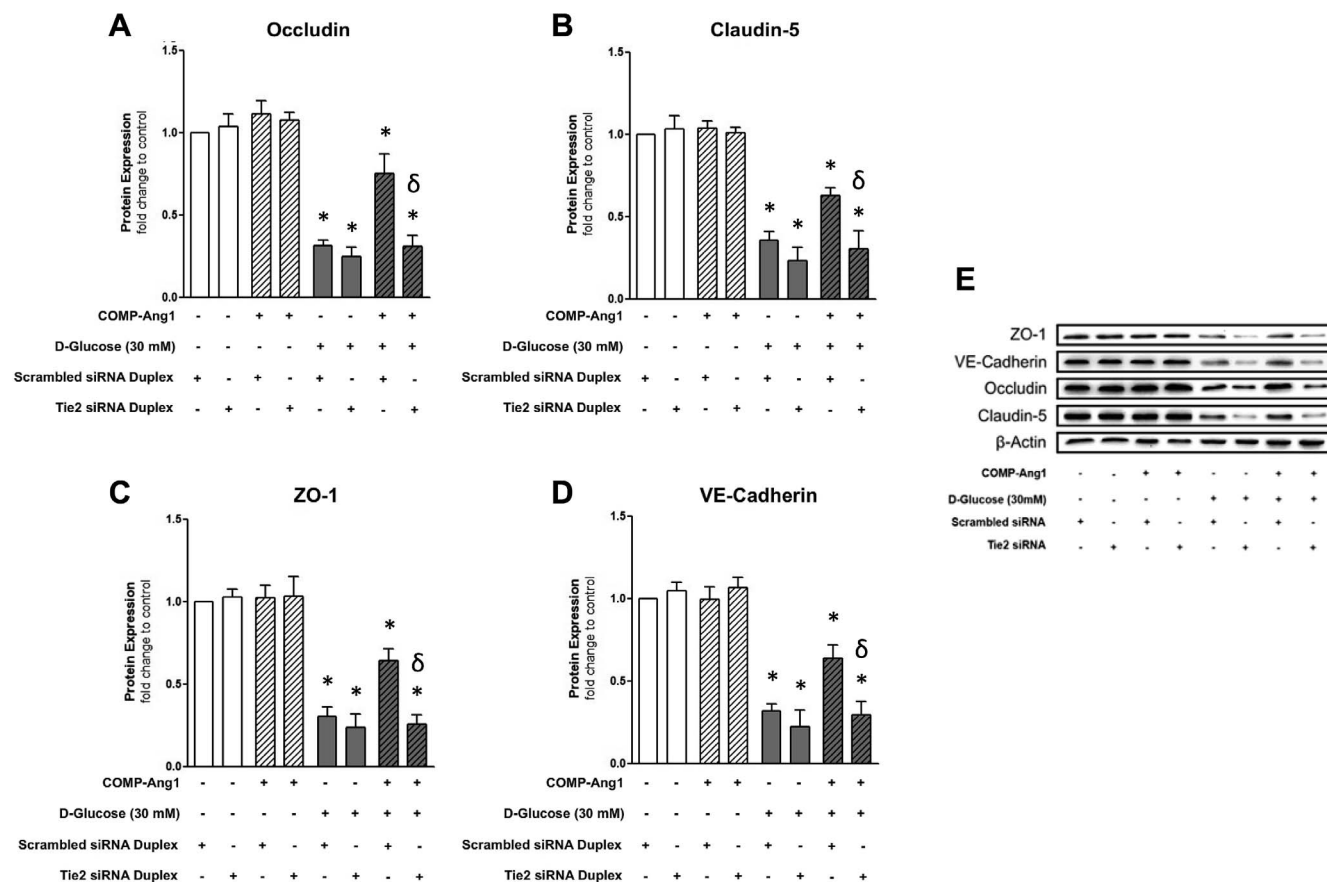 A
Occludin
1.5
1.0
0.5
0.0
Protein Expression
fold change to control
* * * δ *
COMP-Ang1 - - + + - - + +
D-Glucose (30 mM) - - - - + + + +
Scrambled siRNA Duplex + - + - + - + -
Tie2 siRNA Duplex - + - + - + - +
B
Claudin-5
1.5
1.0
0.5
0.0
Protein Expression
fold change to control
* * * δ *
COMP-Ang1 - - + + - - + +
D-Glucose (30 mM) - - - - + + + +
Scrambled siRNA Duplex + - + - + - + -
Tie2 siRNA Duplex - + - + - + - +
C
ZO-1
1.5
1.0
0.5
0.0
Protein Expression
fold change to control
* * * δ *
COMP-Ang1 - - + + - - + +
D-Glucose (30 mM) - - - - + + + +
Scrambled siRNA Duplex + - + - + - + -
Tie2 siRNA Duplex - + - + - + - +
D
VE-Cadherin
1.5
1.0
0.5
0.0
Protein Expression
fold change to control
* * * δ *
COMP-Ang1 - - + + - - + +
D-Glucose (30 mM) - - - - + + + +
Scrambled siRNA Duplex + - + - + - + -
Tie2 siRNA Duplex - + - + - + - +
E
ZO-1
VE-Cadherin
Occludin
Claudin-5
β-Actin
COMP-Ang1 - - + + - - + +
D-Glucose (30mM) - - - - + + + +
Scrambled siRNA + - + - + - + -
Tie2 siRNA - + - + - + - +